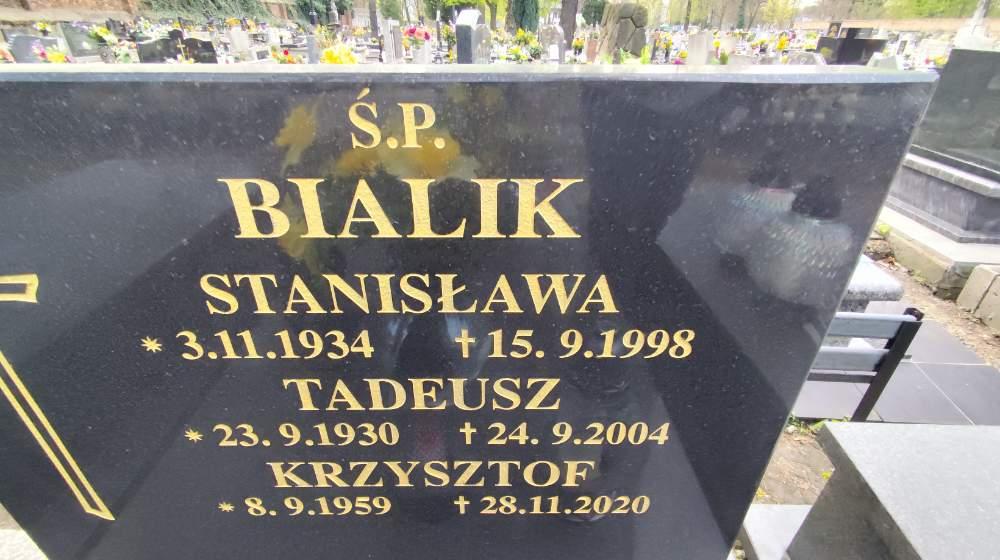 Ś.P.
BIALIK
STANISŁAWA
* 3.11.1934 † 15. 9.1998
TADEUSZ
* 23. 9.1930 † 24. 9.2004
KRZYSZTOF
* 8. 9.1959 † 28.11.2020